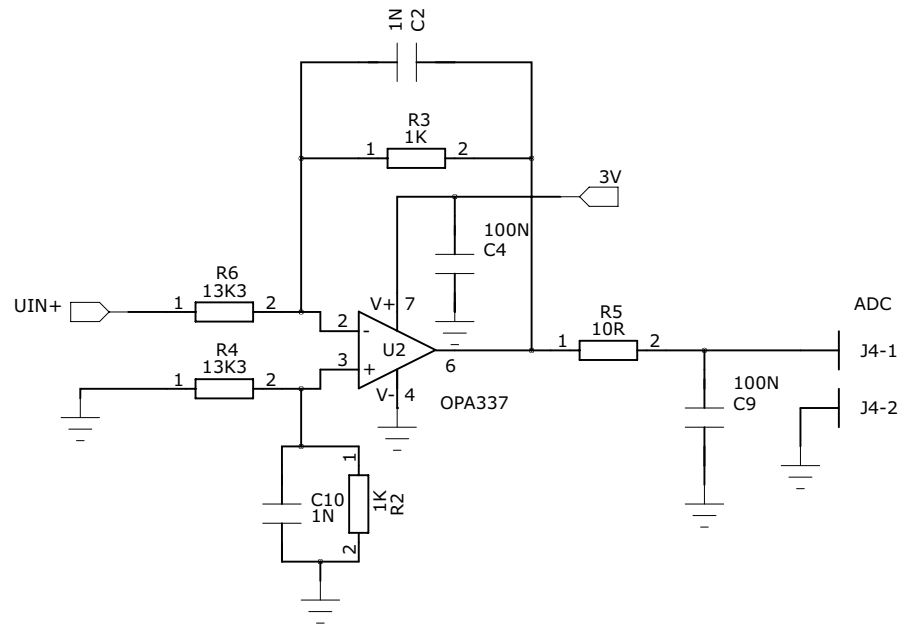 1N
C2
R3
1K
1 2
3V
100N
C4
R6
13K3
UIN+
1 2
V+ 7
2 -
U2
3 +
6
V- 4
OPA337
R4
13K3
1 2
R5
10R
1 2
ADC
J4-1
100N
C9
J4-2
C10
1N
1
1K
R2
2